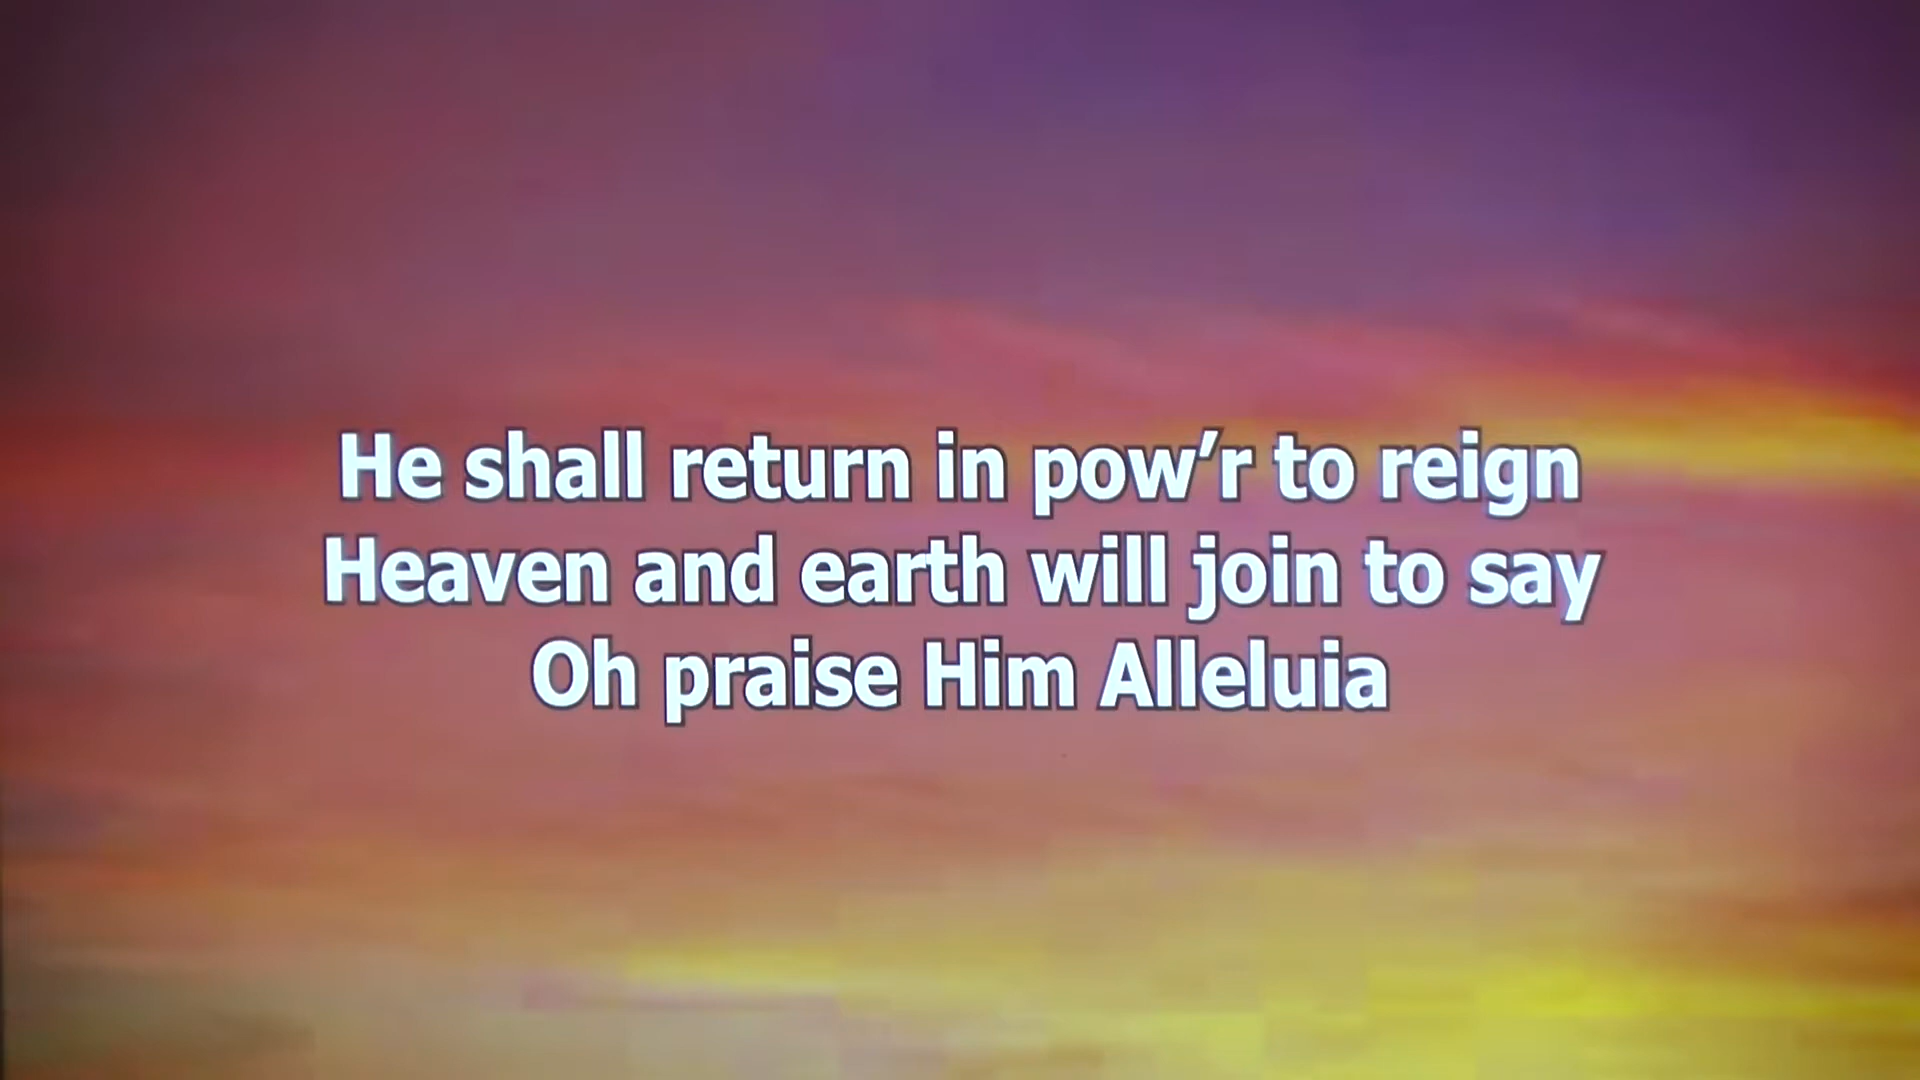 He shall return in pow’r to reign
Heaven and earth will join to say
Oh praise Him Alleluia